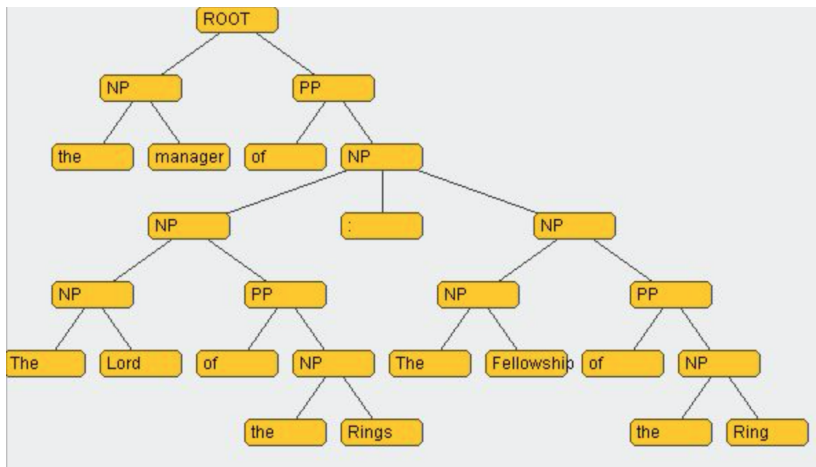 ROOT
NP PP
the manager of NP
NP : NP
NP PP NP PP
The Lord of NP The Fellowship of NP
the Rings the Ring